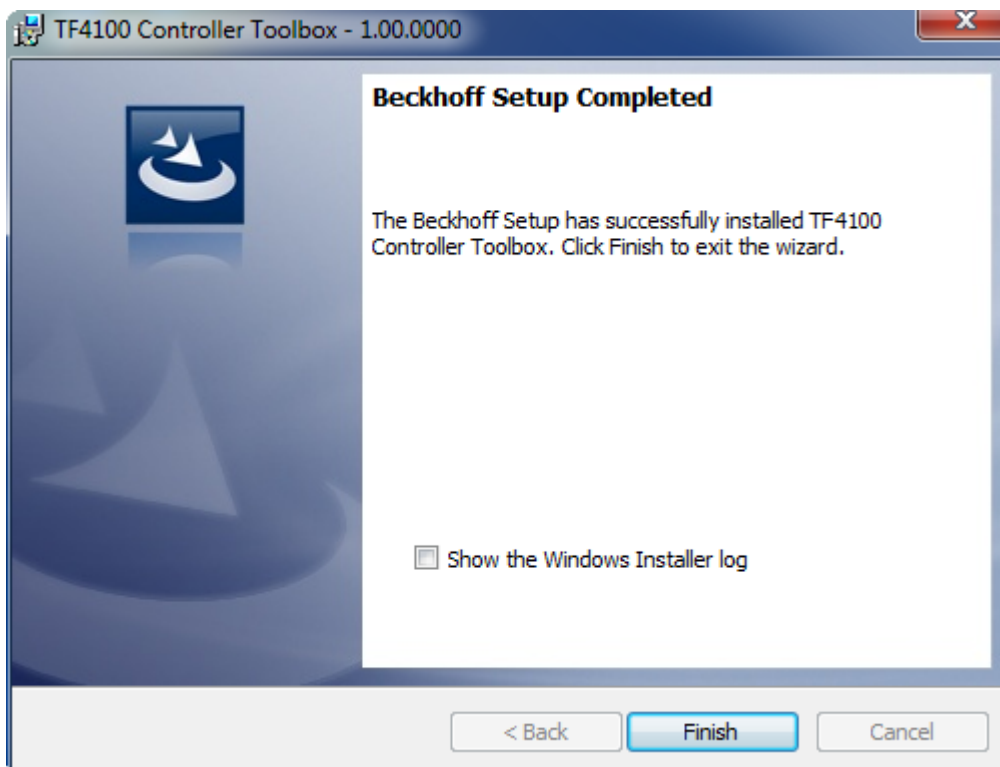 TF4100 Controller Toolbox - 1.00.0000
Beckhoff Setup Completed
The Beckhoff Setup has successfully installed TF4100
Controller Toolbox. Click Finish to exit the wizard.
Show the Windows Installer log
< Back
Finish
Cancel